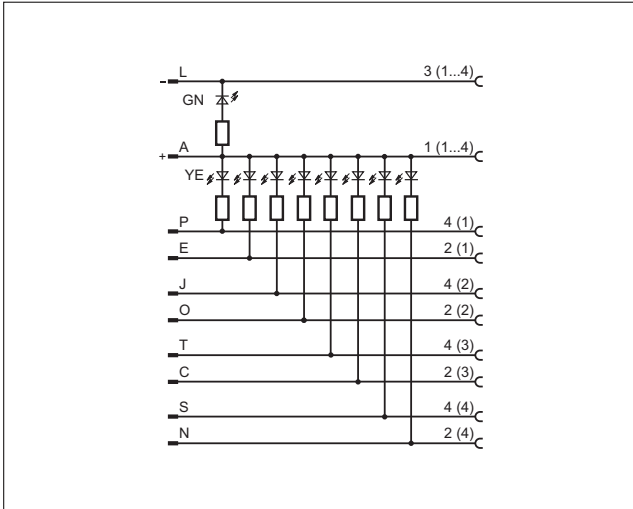 - L 3 (1...4)
GN
+ A 1 (1...4)
YE
P 4 (1)
E 2 (1)
J 4 (2)
O 2 (2)
T 4 (3)
C 2 (3)
S 4 (4)
N 2 (4)